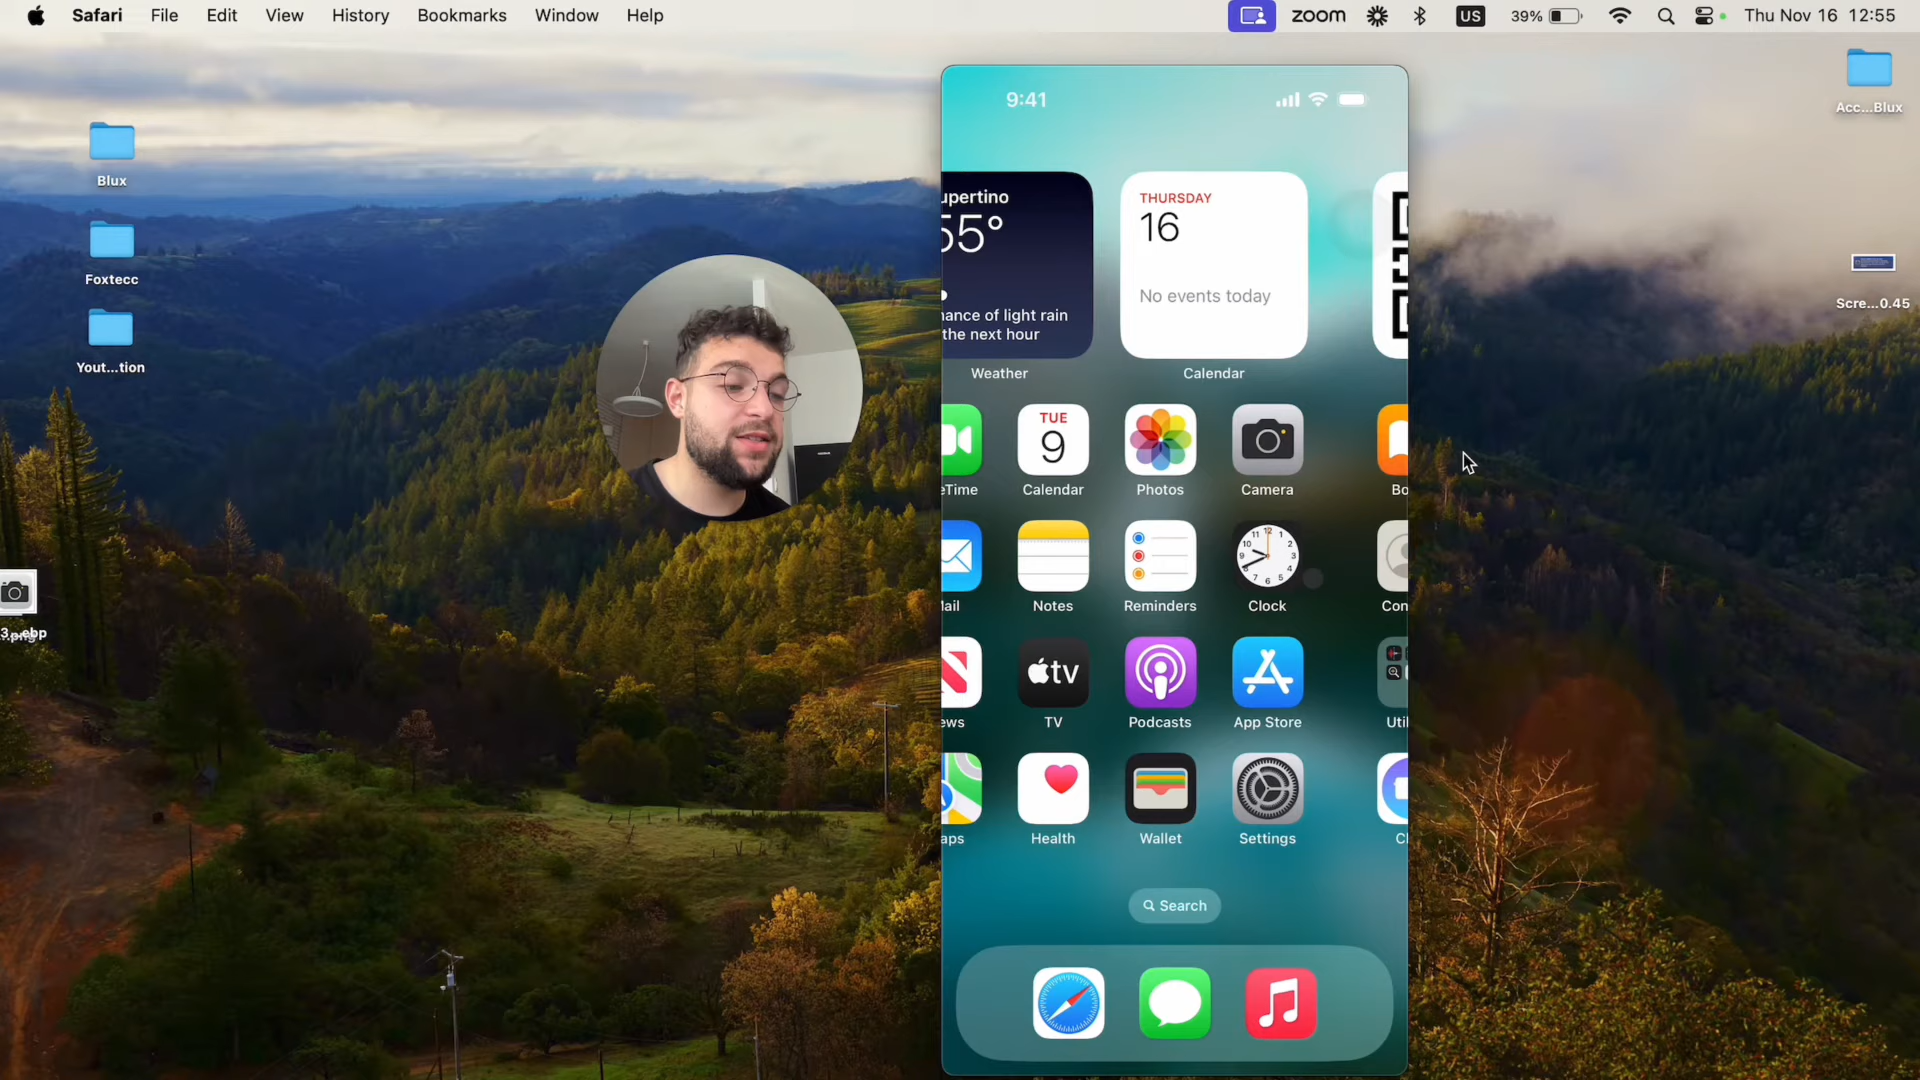 Safari File Edit View History Bookmarks Window Help zoom US 39% Thu Nov 16 12:55
Blux
Foxtecc
Yout...tion
Acc...Blux
Scre...0.45
9:41
upertino
55°
hance of light rain
the next hour
Weather
THURSDAY
16
No events today
Calendar
eTime
TUE
9
Calendar
Photos
Camera
Bo
Mail
Notes
Reminders
Clock
Con
ews
tv
TV
Podcasts
App Store
Util
aps
Health
Wallet
Settings
Cl
Search